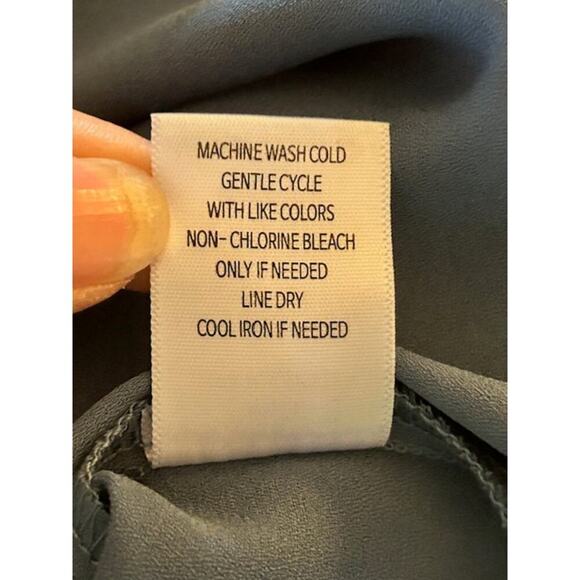 MACHINE WASH COLD
GENTLE CYCLE
WITH LIKE COLORS
NON- CHLORINE BLEACH
ONLY IF NEEDED
LINE DRY
COOL IRON IF NEEDED